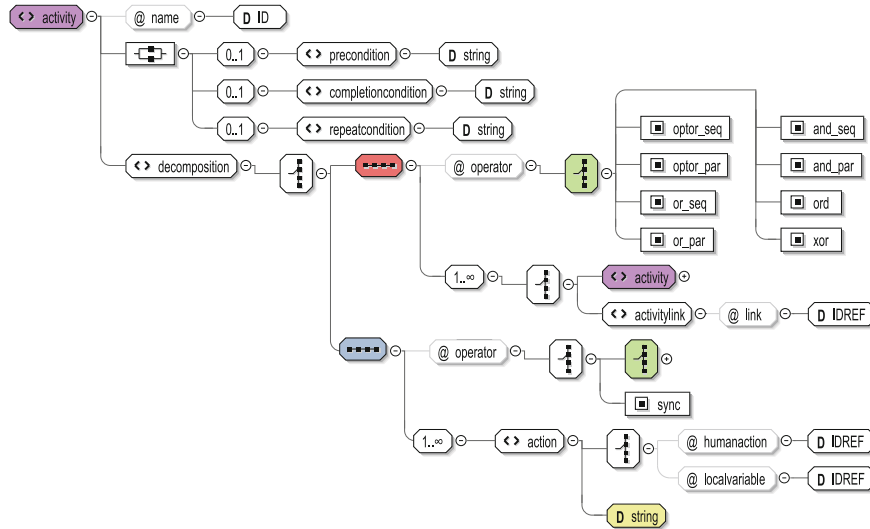 <> activity
@ name
D ID
0..1
<> precondition
D string
0..1
<> completioncondition
D string
0..1
<> repeatcondition
D string
<> decomposition
@ operator
optor_seq
and_seq
optor_par
and_par
or_seq
ord
or_par
xor
1..∞
<> activity
<> activitylink
@ link
D IDREF
@ operator
sync
1..∞
<> action
@ humanaction
D IDREF
@ localvariable
D IDREF
D string